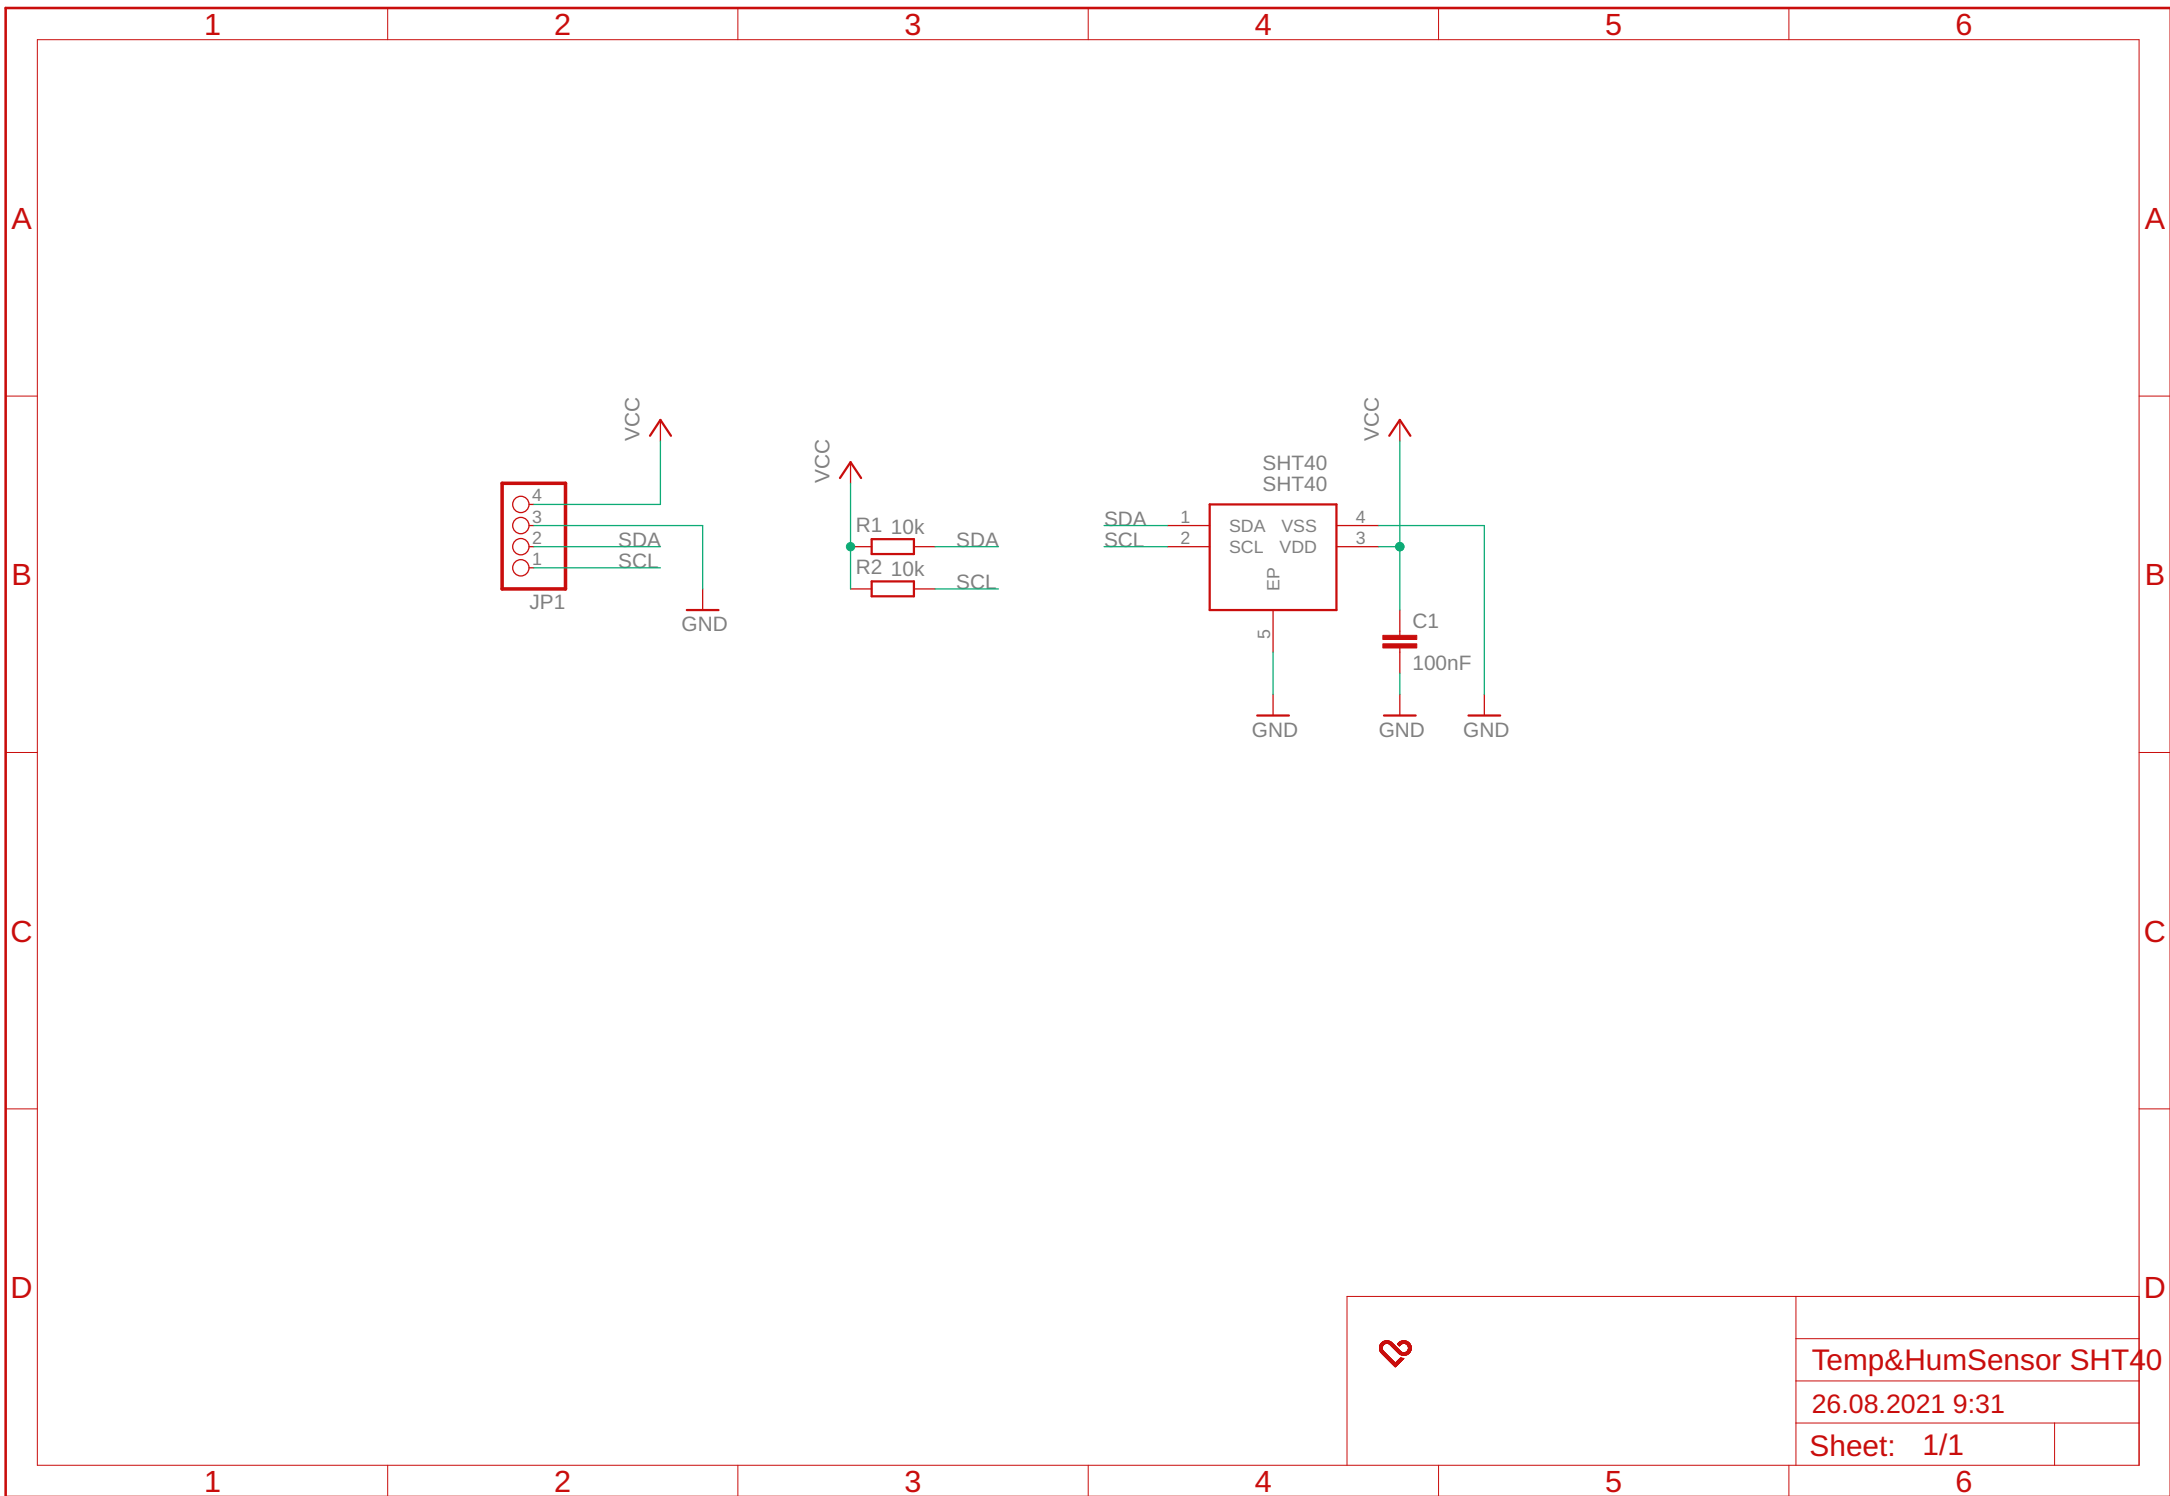 1 2 3 4 5 6
A A
VCC
4
3
2 SDA
1 SCL
JP1
GND
VCC
R1 10k SDA
R2 10k SCL
VCC
SHT40
SHT40
SDA 1 SDA VSS 4
SCL 2 SCL VDD 3
EP
5
C1
100nF
GND GND GND
B B
C C
D D
Temp&HumSensor SHT40
26.08.2021 9:31
Sheet: 1/1
1 2 3 4 5 6